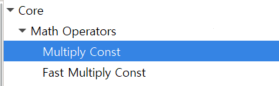 Core
Math Operators
Multiply Const
Fast Multiply Const